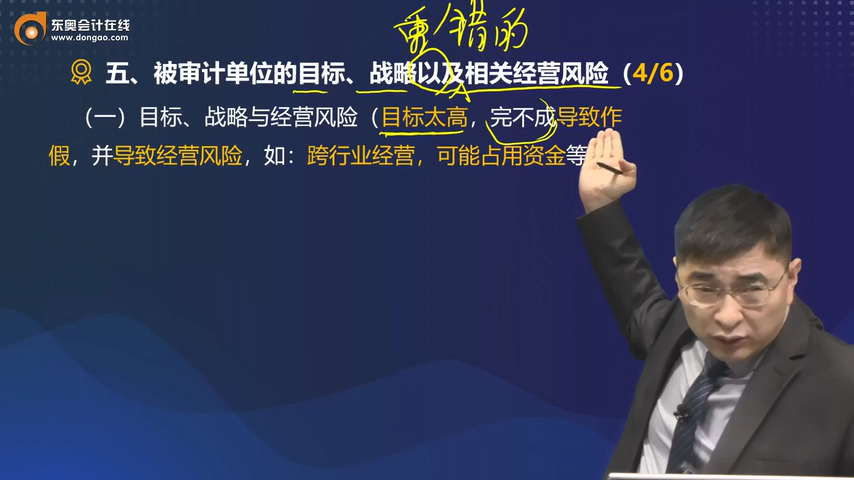 东奥会计在线
www.dongao.com
重错的
五、被审计单位的目标、战略以及相关经营风险（4/6）
（一）目标、战略与经营风险（目标太高，完不成导致作
假，并导致经营风险，如：跨行业经营，可能占用资金等